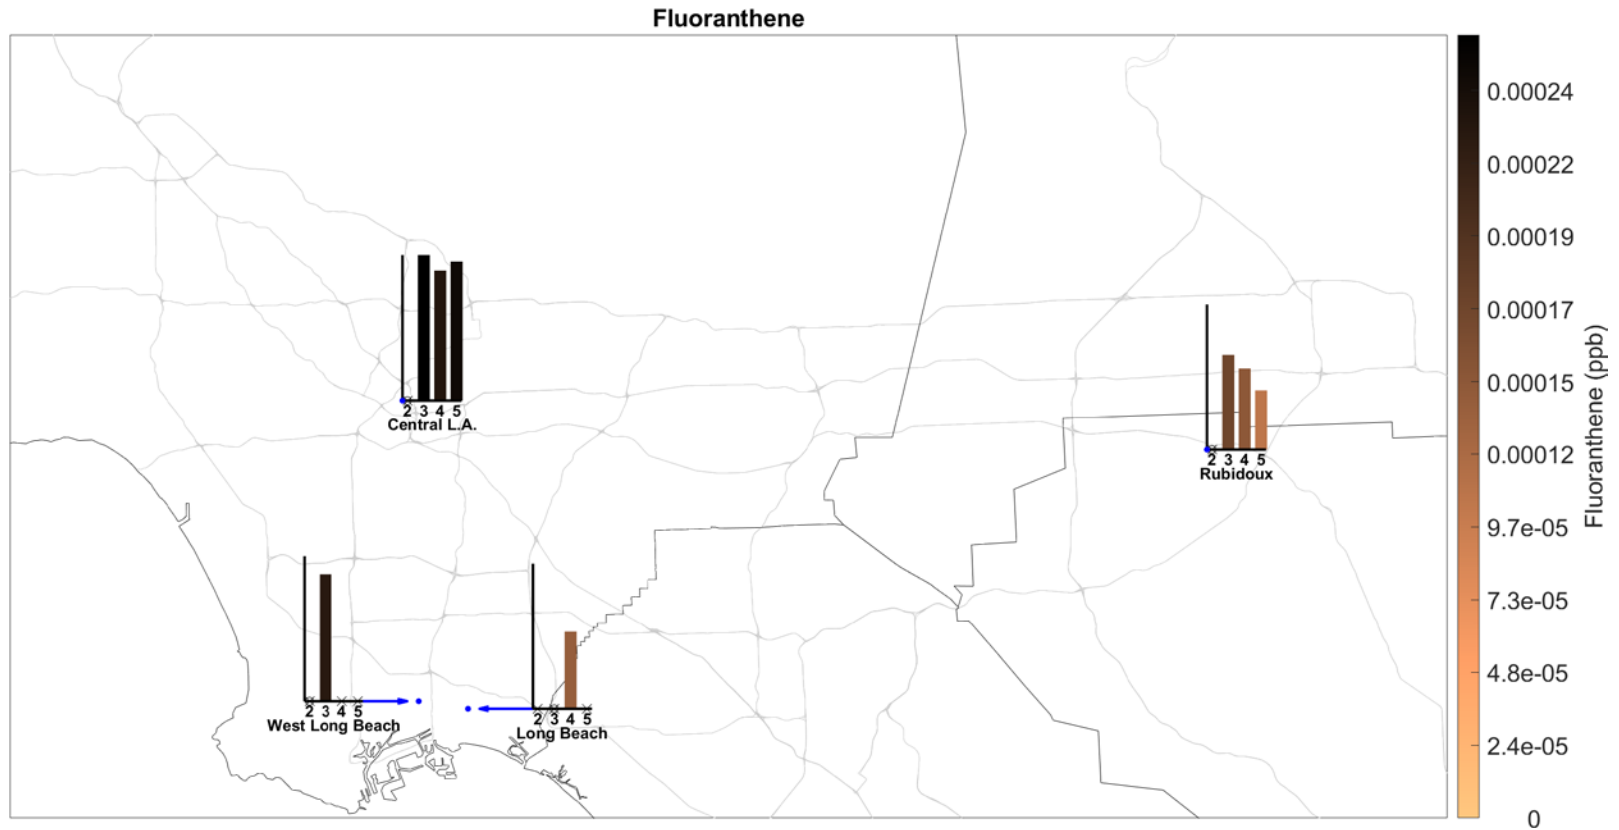 Fluoranthene
0.00024
0.00022
0.00019
0.00017
0.00015
0.00012
9.7e-05
7.3e-05
4.8e-05
2.4e-05
0
Fluoranthene (ppb)
2 3 4 5
Central L.A.
2 3 4 5
Rubidoux
2 3 4 5
West Long Beach
2 3 4 5
Long Beach